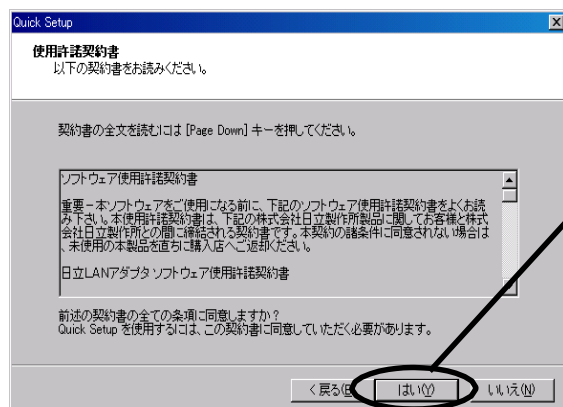 Quick Setup
使用許諾契約書
以下の契約書をお読みください。
契約書の全文を読むには [Page Down] キーを押してください。
ソフトウェア使用許諾契約書
重要－本ソフトウェアをご使用になる前に、下記のソフトウェア使用許諾契約書をよくお読
み下さい。本使用許諾契約書は、下記の株式会社日立製作所製品に関してお客様と株式
会社日立製作所との間に締結される契約書です。本契約の諸条件に同意されない場合は
、未使用の本製品を直ちに購入店へご返却ください。
日立LANアダプタ ソフトウェア使用許諾契約書
前述の契約書の全ての条項に同意しますか?
Quick Setup を使用するには、この契約書に同意していただく必要があります。
< 戻る(B
はい(Y)
いいえ(N)